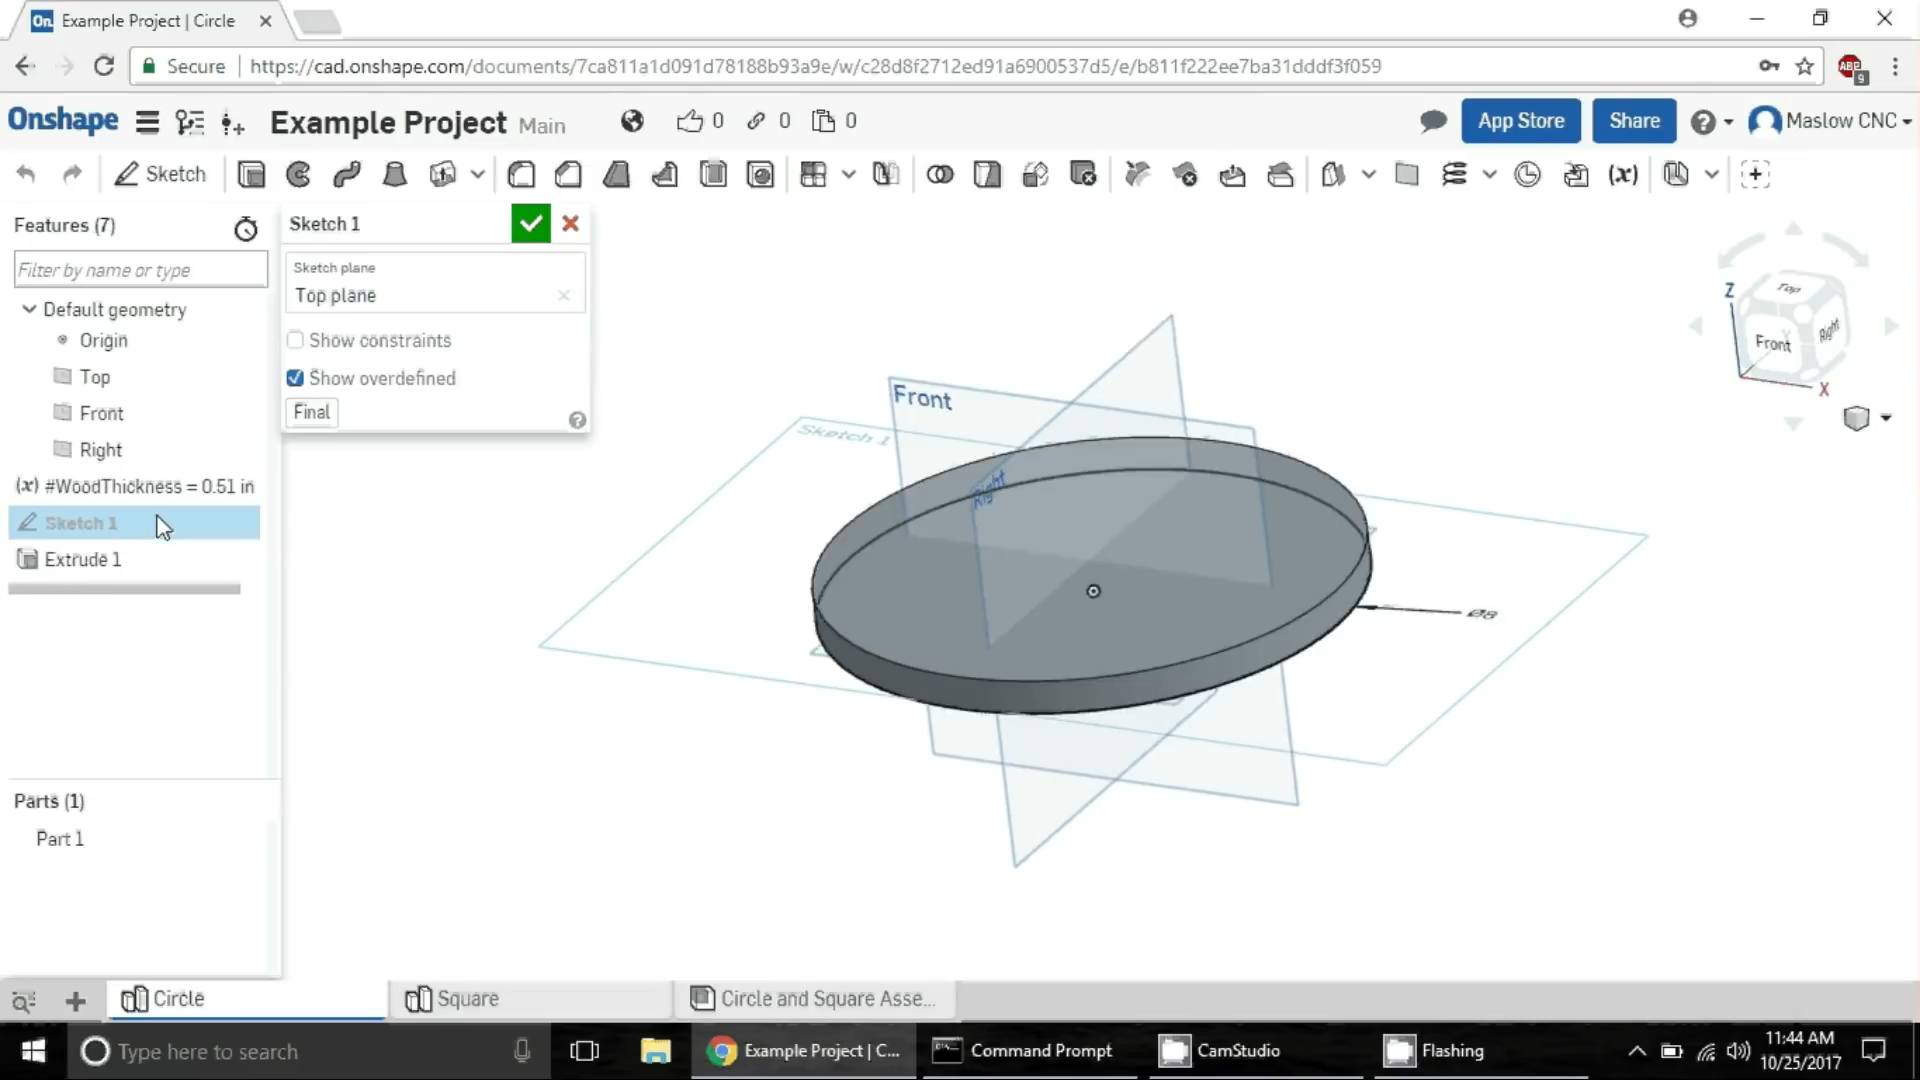 On Example Project | Circle
Secure https://cad.onshape.com/documents/7ca811a1d091d78188b93a9e/w/c28d8f2712ed91a6900537d5/e/b811f222ee7ba31dddf3f059
ABP 9
Onshape Example Project Main 0 0 0 App Store Share ? Maslow CNC
Sketch (x)
Features (7)
Filter by name or type
Default geometry
Origin
Top
Front
Right
(x) #WoodThickness = 0.51 in
Sketch 1
Extrude 1
Parts (1)
Part 1
Sketch 1
Sketch plane
Top plane
Show constraints
Show overdefined
Final
?
Front
Sketch 1
Right
Ø8
Top
Z
Front
Right
Y
X
Circle Square Circle and Square Asse...
Type here to search
Example Project | C...
Command Prompt
CamStudio
Flashing
11:44 AM
10/25/2017